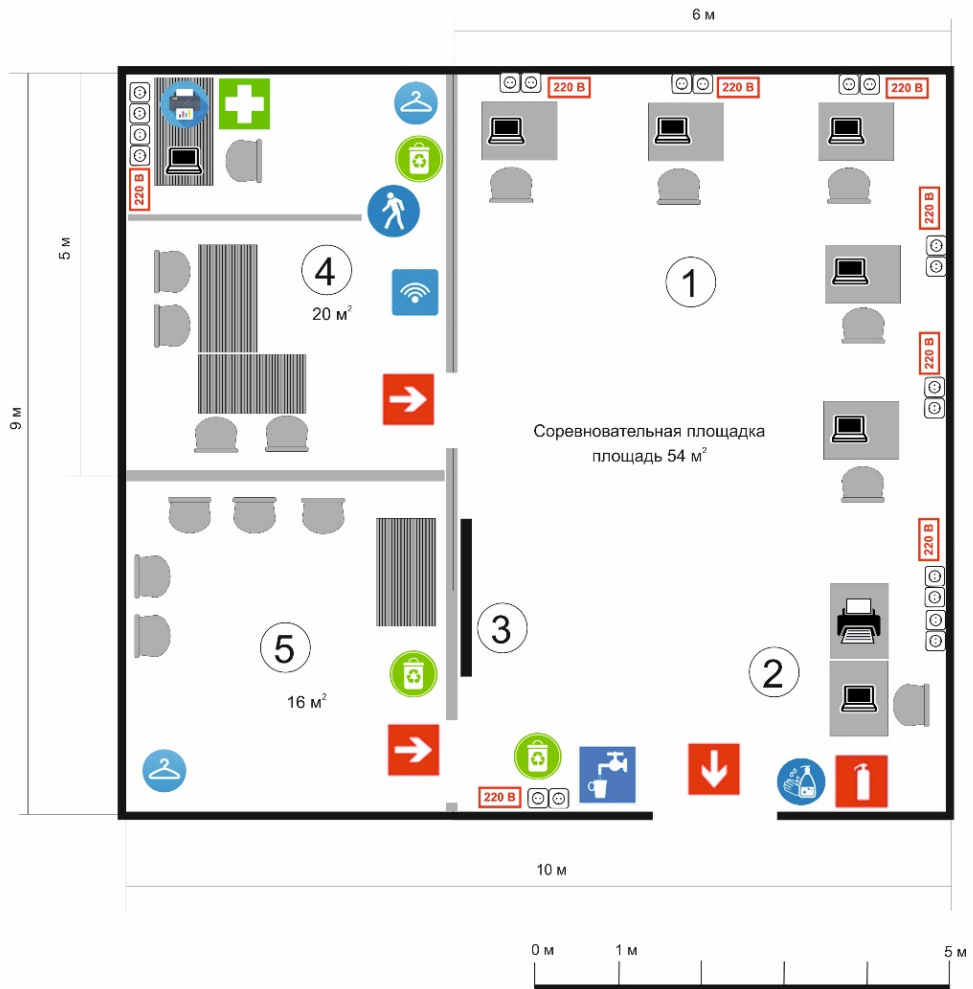 6 м
220 В
220 В
220 В
220 В
220 В
5 м
9 м
4
20 м²
1
220 В
Соревновательная площадка
площадь 54 м²
220 В
3
5
16 м²
2
220 В
10 м
0 м
1 м
5 м